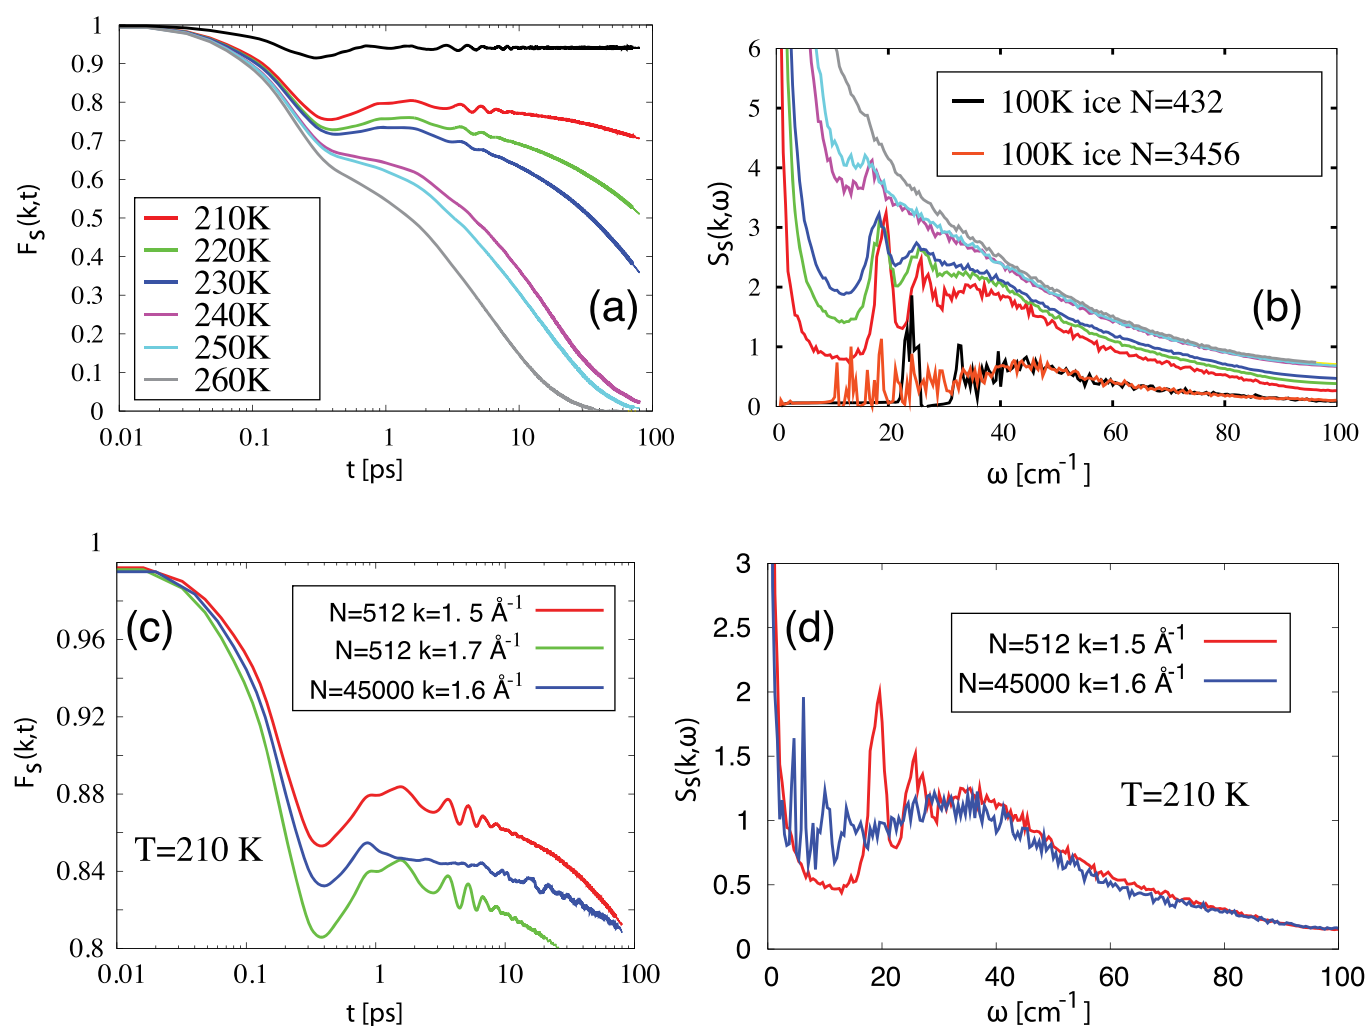 1
0.9
0.8
0.7
0.6
0.5
0.4
0.3
0.2
0.1
0
F_s(k,t)
210K
220K
230K
240K
250K
260K
(a)
0.01 0.1 1 10 100
t [ps]
6
5
4
3
2
1
0
S_s(k,ω)
100K ice N=432
100K ice N=3456
(b)
0 20 40 60 80 100
ω [cm⁻¹]
1
0.96
0.92
0.88
0.84
0.8
F_s(k,t)
(c)
N=512 k=1. 5 Å⁻¹
N=512 k=1.7 Å⁻¹
N=45000 k=1.6 Å⁻¹
T=210 K
0.01 0.1 1 10 100
t [ps]
3
2.5
2
1.5
1
0.5
0
S_s(k,ω)
(d)
N=512 k=1.5 Å⁻¹
N=45000 k=1.6 Å⁻¹
T=210 K
0 20 40 60 80 100
ω [cm⁻¹]